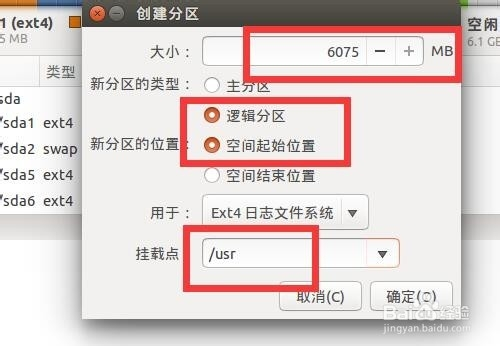 创建分区
1 (ext4)
5 MB
空闲
6.1 GB
大小：
6075
MB
类型
新分区的类型：
主分区
sda
逻辑分区
sda1 ext4
新分区的位置：
空间起始位置
sda2 swap
sda5 ext4
空间结束位置
sda6 ext4
用于：
Ext4 日志文件系统
挂载点：
/usr
取消(C)
确定(O)
Baidu 经验
jingyan.baidu.com